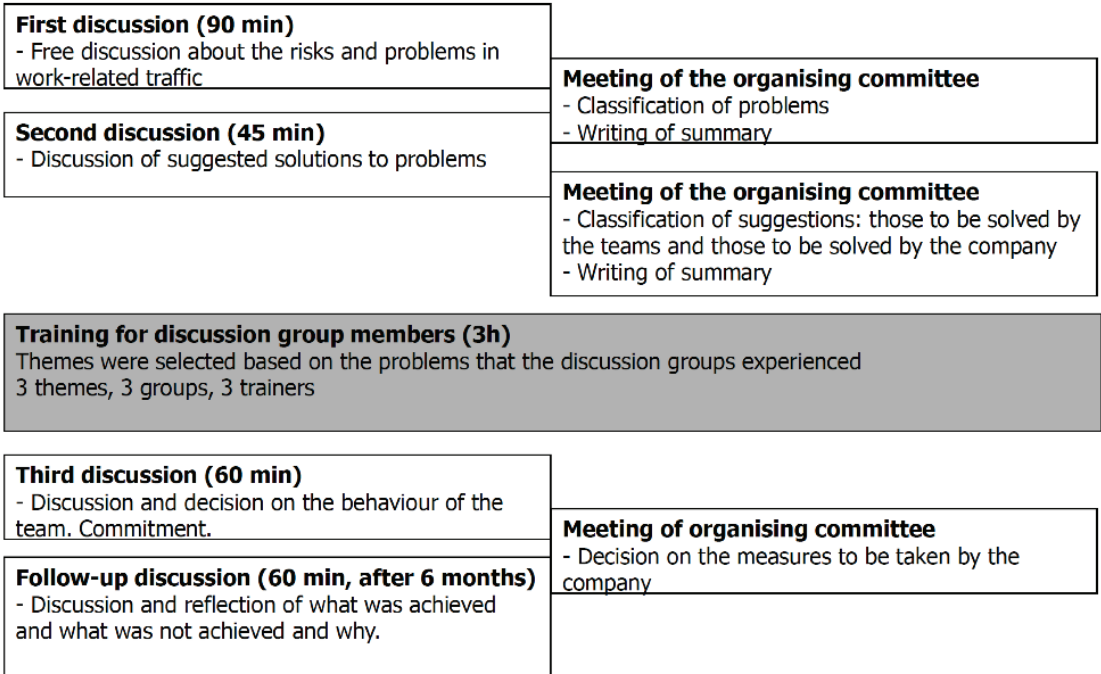 First discussion (90 min)
- Free discussion about the risks and problems in
work-related traffic
Meeting of the organising committee
- Classification of problems
- Writing of summary
Second discussion (45 min)
- Discussion of suggested solutions to problems
Meeting of the organising committee
- Classification of suggestions: those to be solved by
the teams and those to be solved by the company
- Writing of summary
Training for discussion group members (3h)
Themes were selected based on the problems that the discussion groups experienced
3 themes, 3 groups, 3 trainers
Third discussion (60 min)
- Discussion and decision on the behaviour of the
team. Commitment.
Meeting of organising committee
- Decision on the measures to be taken by the
company
Follow-up discussion (60 min, after 6 months)
- Discussion and reflection of what was achieved
and what was not achieved and why.